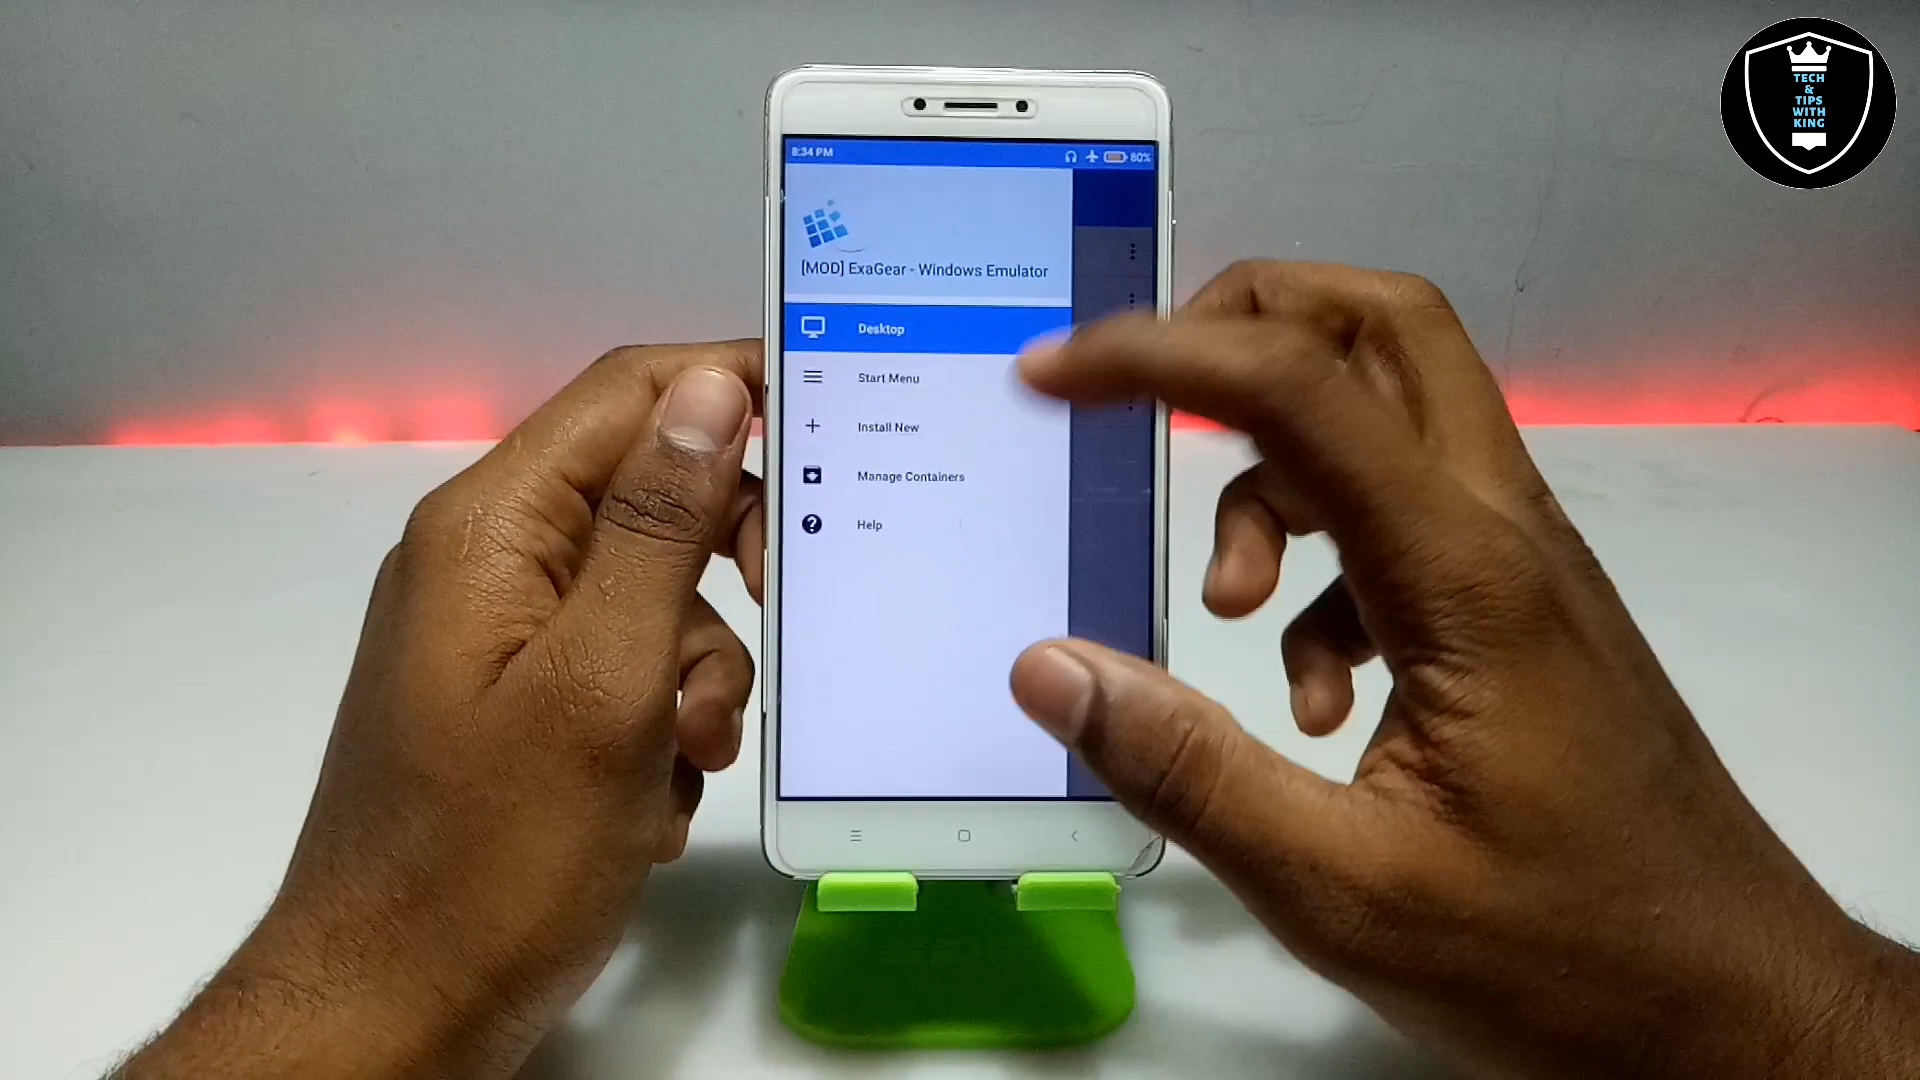 TECH
&
TIPS
WITH
KING
8:34 PM
80%
[MOD] ExaGear - Windows Emulator
Desktop
Start Menu
Install New
Manage Containers
Help